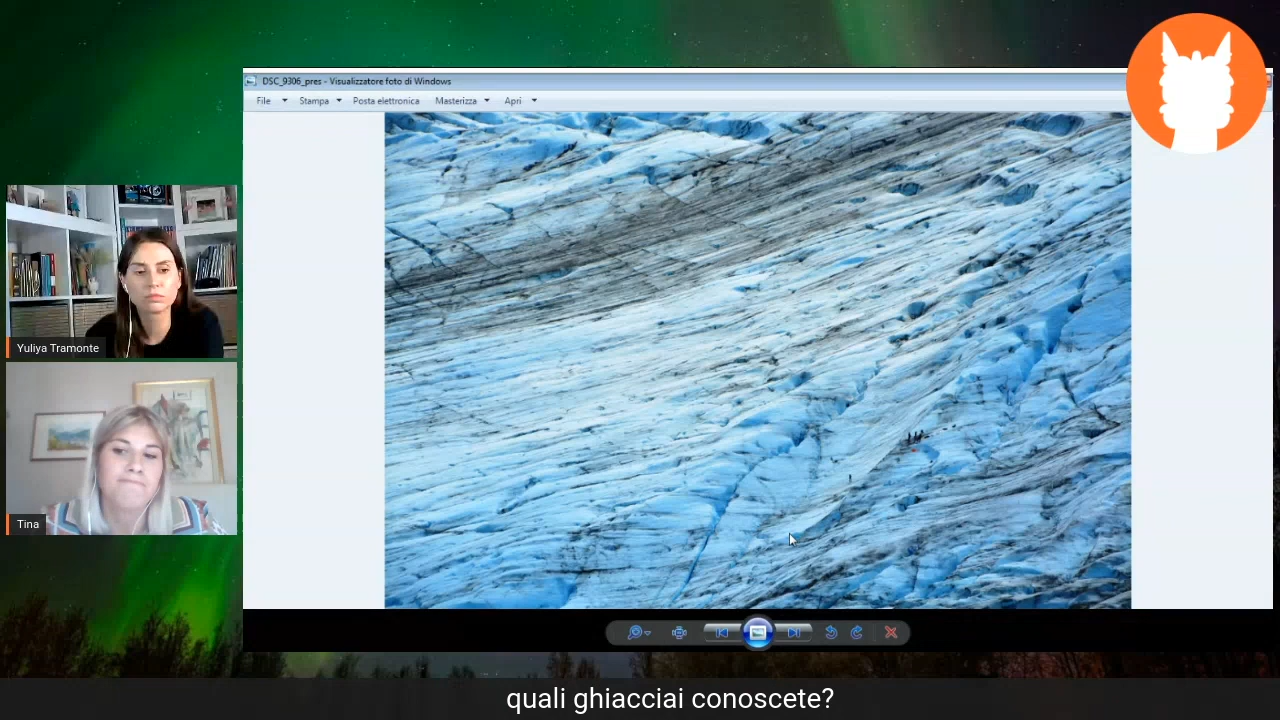 DSC_9306_pres - Visualizzatore foto di Windows
File Stampa Posta elettronica Masterizza Apri
Yuliya Tramonte
Tina
quali ghiacciai conoscete?